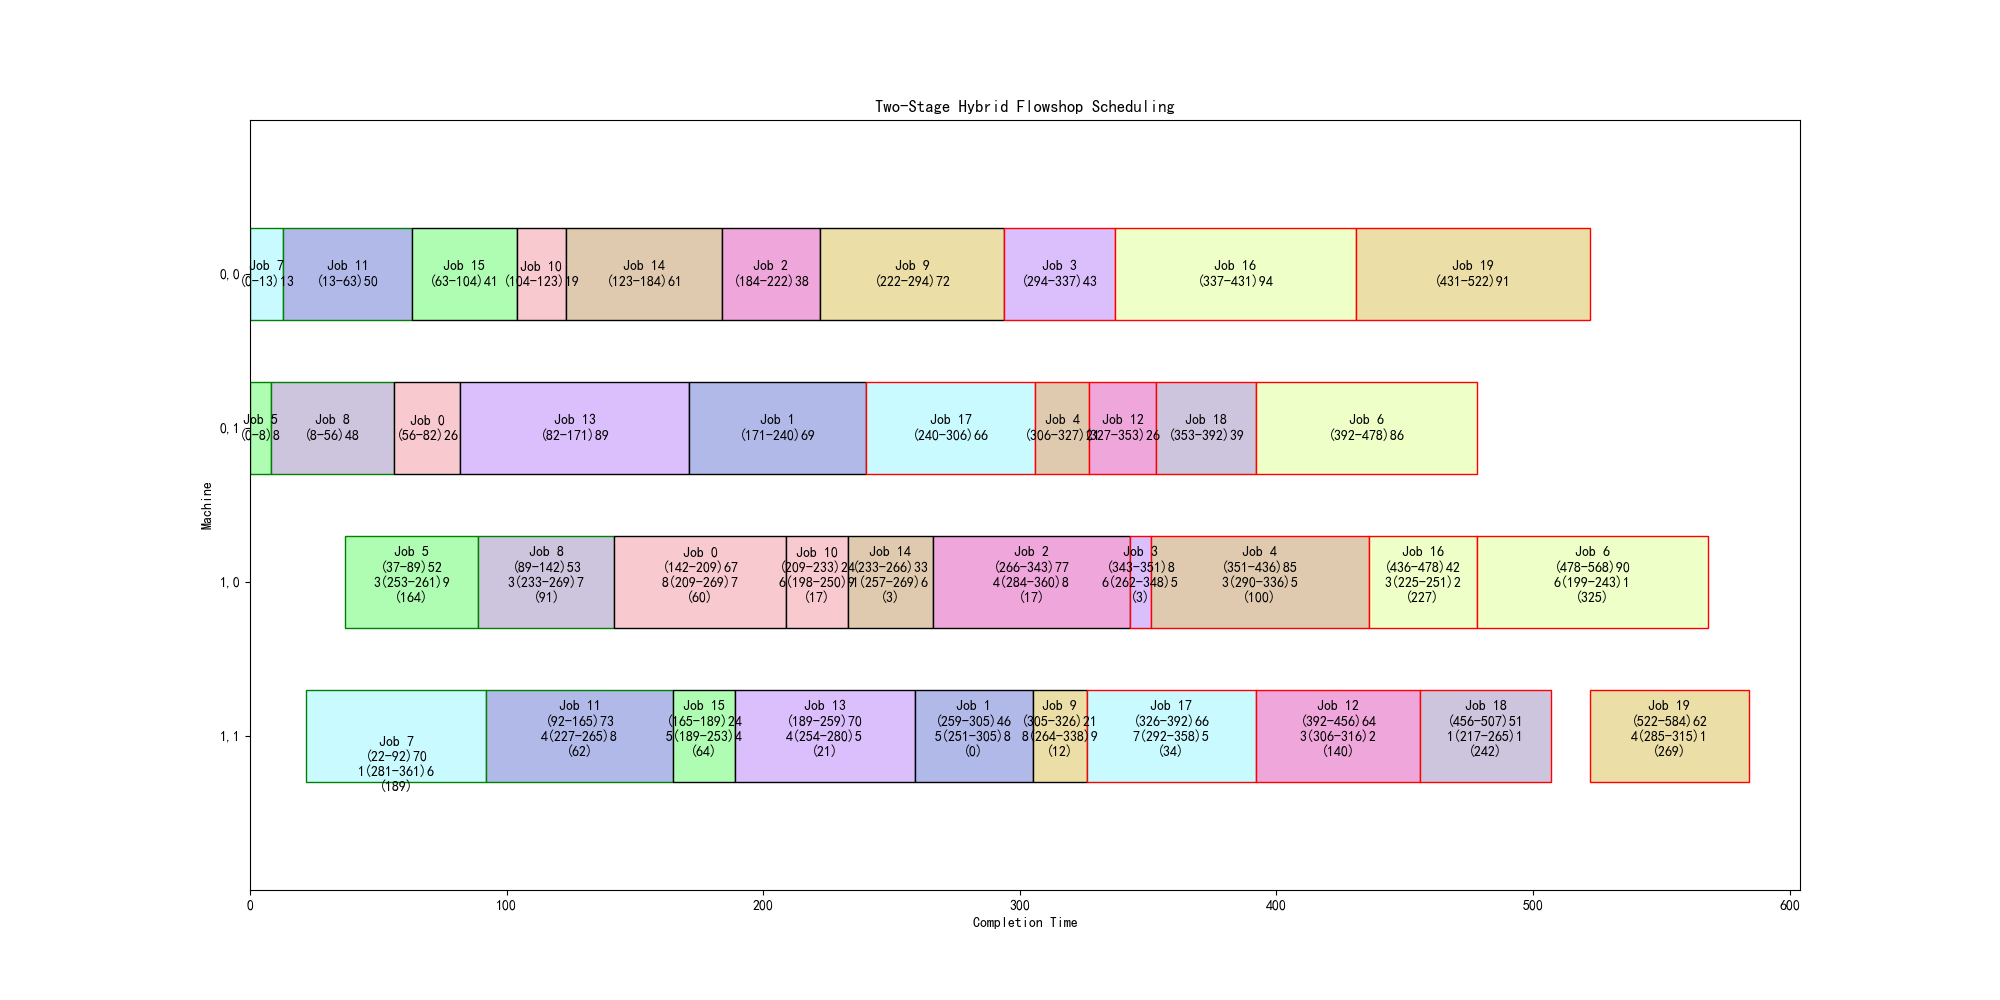 Two-Stage Hybrid Flowshop Scheduling
Machine
0,0
Job 7
(0-13)13
Job 11
(13-63)50
Job 15
(63-104)41
Job 10
(104-123)19
Job 14
(123-184)61
Job 2
(184-222)38
Job 9
(222-294)72
Job 3
(294-337)43
Job 16
(337-431)94
Job 19
(431-522)91
0,1
Job 5
(0-8)8
Job 8
(8-56)48
Job 0
(56-82)26
Job 13
(82-171)89
Job 1
(171-240)69
Job 17
(240-306)66
Job 4
(306-327)21
Job 12
(327-353)26
Job 18
(353-392)39
Job 6
(392-478)86
1,0
Job 5
(37-89)52
3(253-261)9
(164)
Job 8
(89-142)53
3(233-269)7
(91)
Job 0
(142-209)67
8(209-269)7
(60)
Job 10
(209-233)24
6(198-250)9
(17)
Job 14
(233-266)33
1(257-269)6
(3)
Job 2
(266-343)77
4(284-360)8
(17)
Job 3
(343-351)8
6(262-348)5
(3)
Job 4
(351-436)85
3(290-336)5
(100)
Job 16
(436-478)42
3(225-251)2
(227)
Job 6
(478-568)90
6(199-243)1
(325)
1,1
Job 7
(22-92)70
1(281-361)6
(189)
Job 11
(92-165)73
4(227-265)8
(62)
Job 15
(165-189)24
5(189-253)4
(64)
Job 13
(189-259)70
4(254-280)5
(21)
Job 1
(259-305)46
5(251-305)8
(0)
Job 9
(305-326)21
8(264-338)9
(12)
Job 17
(326-392)66
7(292-358)5
(34)
Job 12
(392-456)64
3(306-316)2
(140)
Job 18
(456-507)51
1(217-265)1
(242)
Job 19
(522-584)62
4(285-315)1
(269)
0
100
200
300
400
500
600
Completion Time